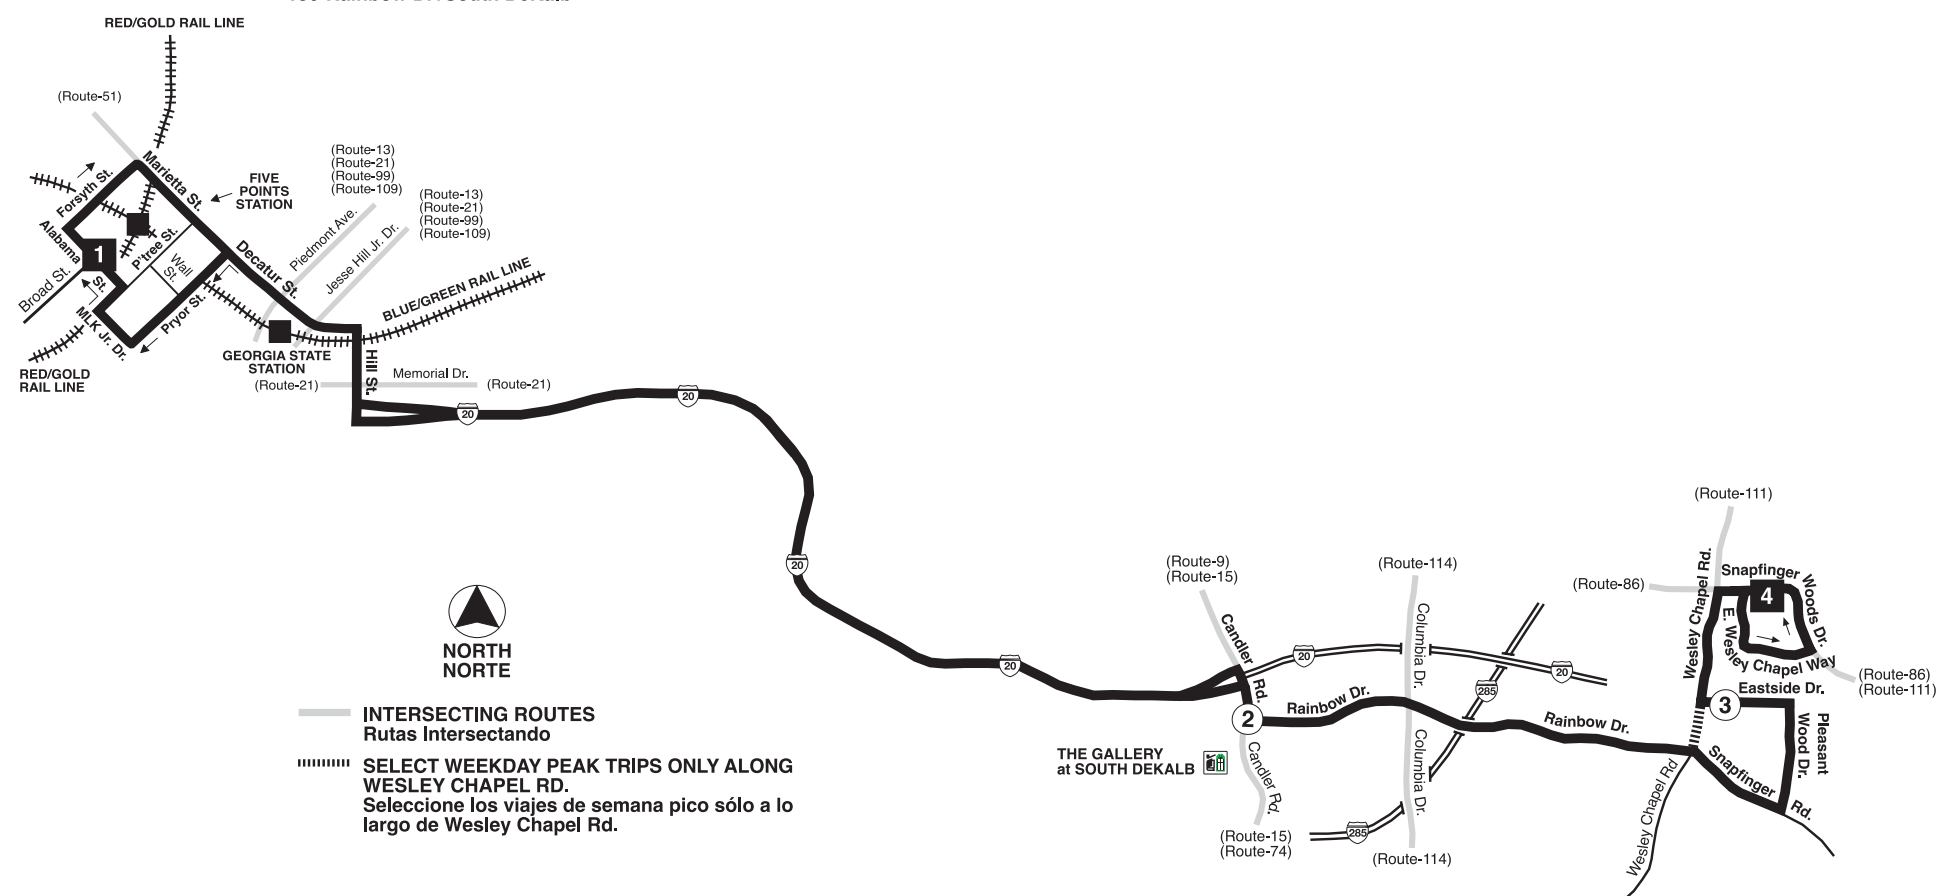 RED/GOLD RAIL LINE
(Route-51)
Marietta St.
Forsyth St.
FIVE
POINTS
STATION
(Route-13)
(Route-21)
(Route-99)
(Route-109)
(Route-13)
(Route-21)
(Route-99)
(Route-109)
Piedmont Ave.
Jesse Hill Jr. Dr.
Alabama
St.
1
P'tree St.
Wall
St.
Decatur St.
Broad St.
Pryor St.
MLK Jr. Dr.
BLUE/GREEN RAIL LINE
RED/GOLD
RAIL LINE
GEORGIA STATE
STATION
Hill St.
(Route-21)
Memorial Dr.
(Route-21)
20
20
20
20
NORTH
NORTE
INTERSECTING ROUTES
Rutas Intersectando
SELECT WEEKDAY PEAK TRIPS ONLY ALONG
WESLEY CHAPEL RD.
Seleccione los viajes de semana pico sólo a lo
largo de Wesley Chapel Rd.
(Route-9)
(Route-15)
Candler
Rd.
2
20
(Route-114)
Columbia Dr.
Rainbow Dr.
285
20
Rainbow Dr.
THE GALLERY
at SOUTH DEKALB
Candler Rd.
(Route-15)
(Route-74)
Columbia Dr.
285
(Route-114)
(Route-111)
(Route-86)
Wesley Chapel Rd.
Snapfinger
Woods Dr.
4
E. Wesley Chapel Way
(Route-86)
(Route-111)
Eastside Dr.
3
Pleasant
Wood Dr.
Snapfinger
Rd.
Wesley Chapel Rd